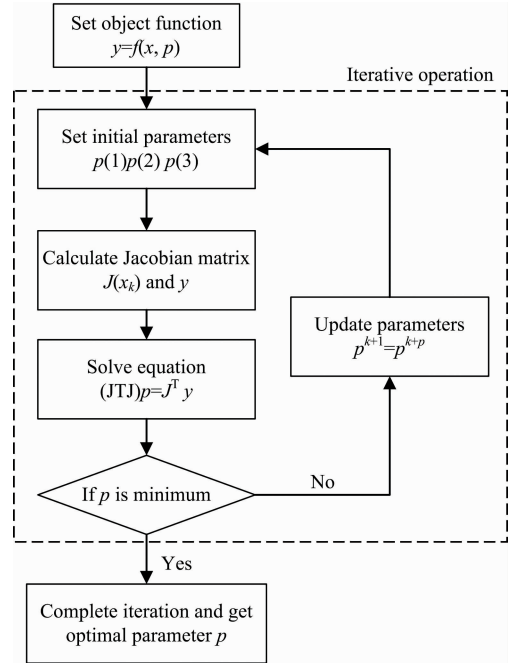 Set object function
y=f(x, p)
Iterative operation
Set initial parameters
p(1)p(2) p(3)
Calculate Jacobian matrix
J(xₖ) and y
Update parameters
pᵏ⁺¹=pᵏ⁺ᵖ
Solve equation
(JTJ)p=Jᵀ y
If p is minimum
No
Yes
Complete iteration and get
optimal parameter p